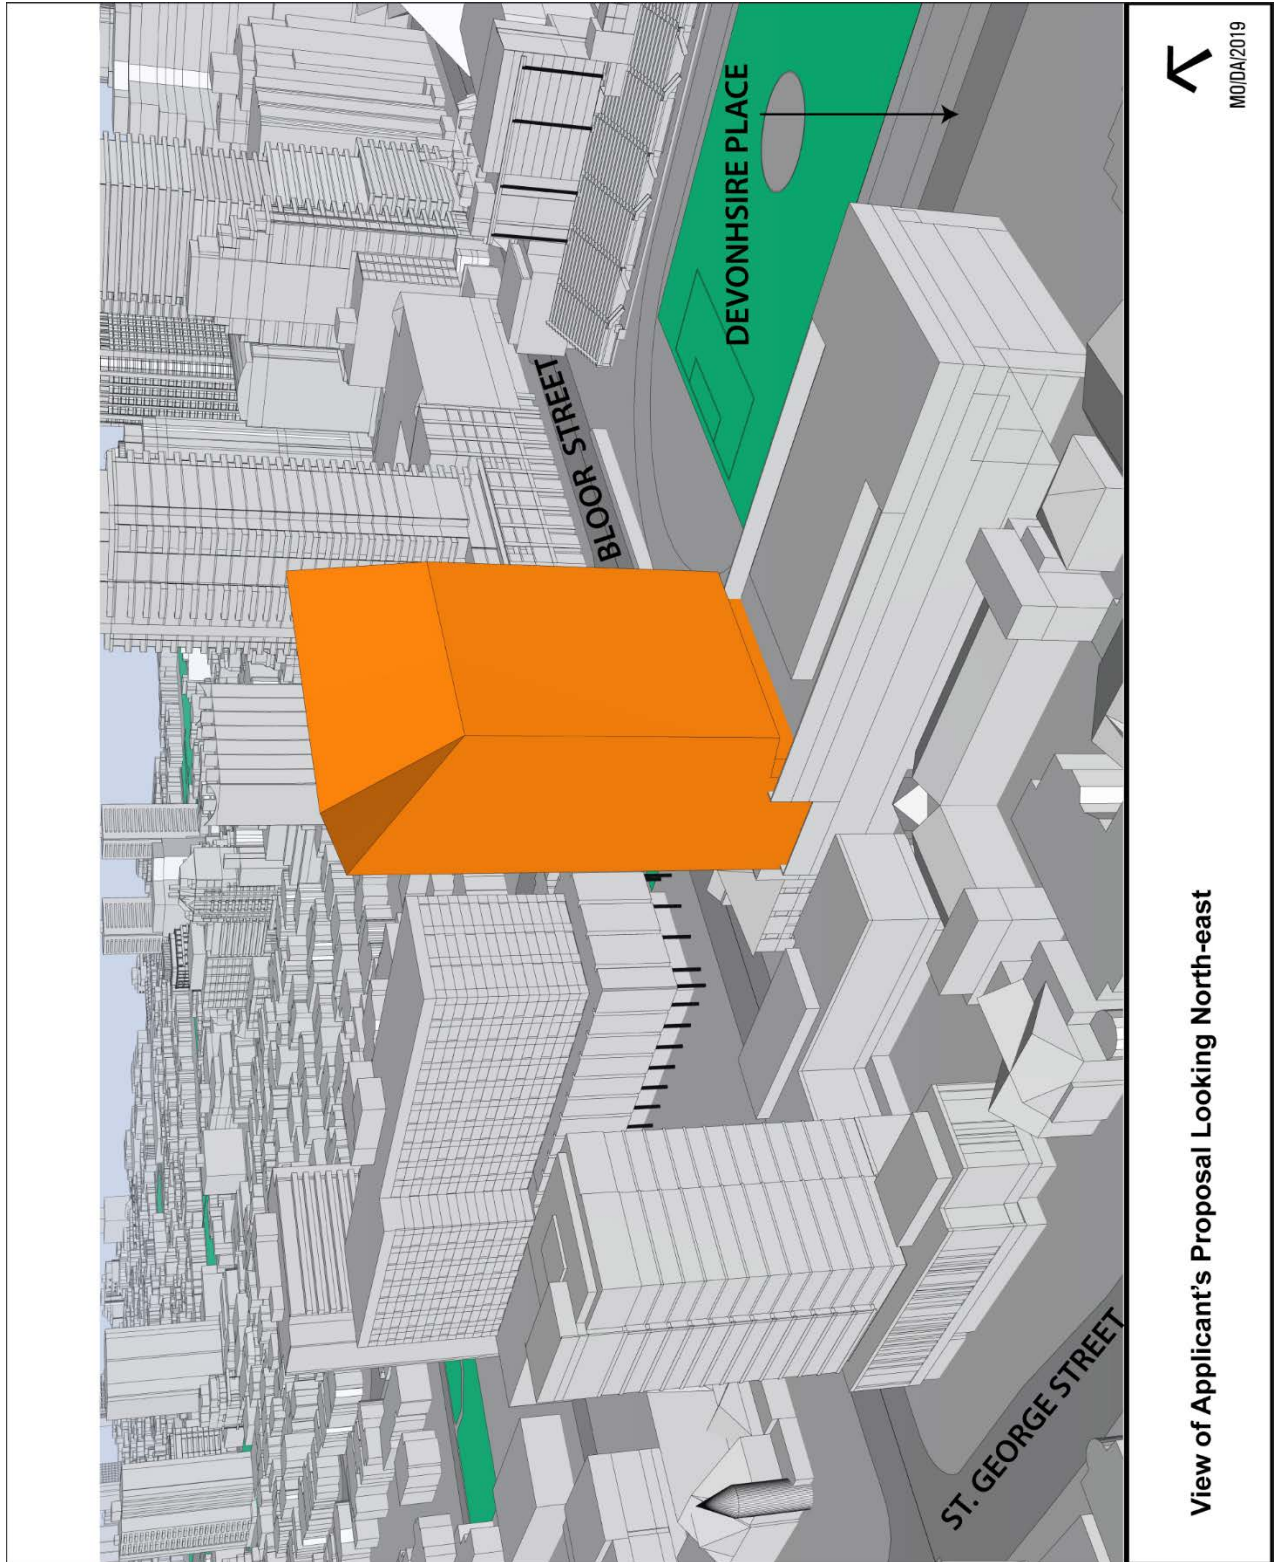 DEVONHSIRE PLACE
BLOOR STREET
ST. GEORGE STREET
View of Applicant's Proposal Looking North-east
MO/DA/2019